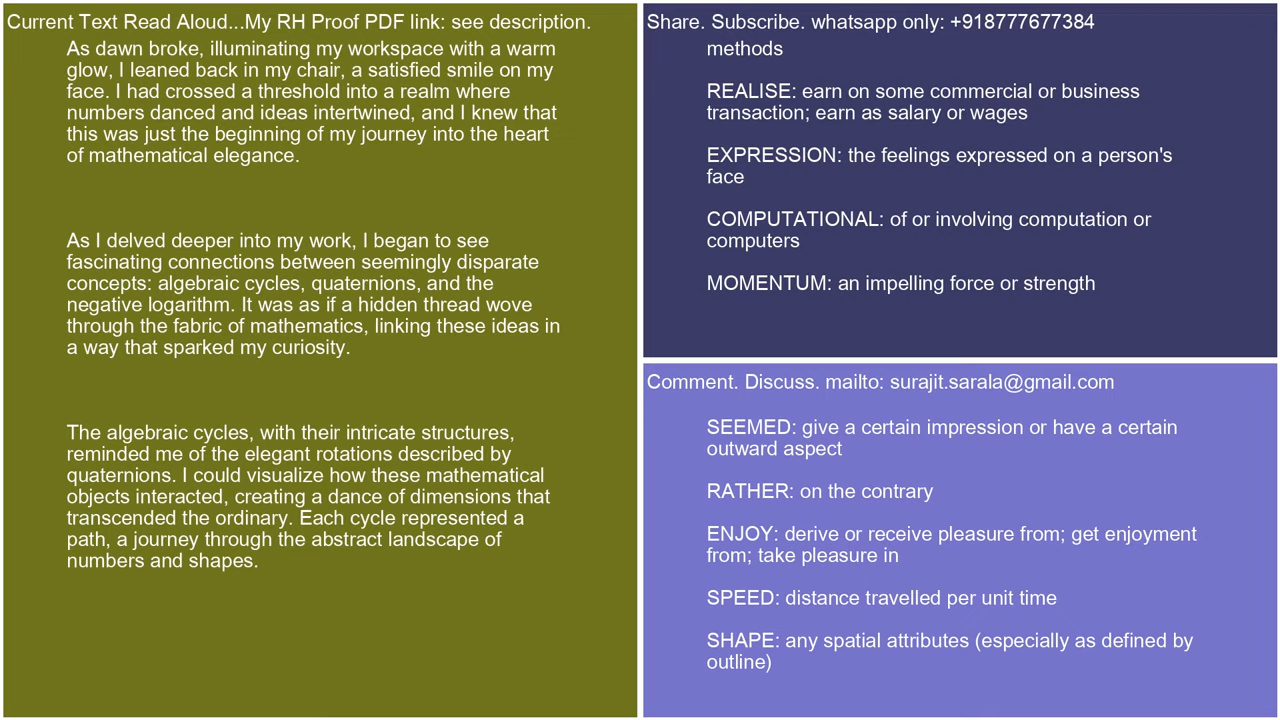 Current Text Read Aloud...My RH Proof PDF link: see description.
As dawn broke, illuminating my workspace with a warm
glow, I leaned back in my chair, a satisfied smile on my
face. I had crossed a threshold into a realm where
numbers danced and ideas intertwined, and I knew that
this was just the beginning of my journey into the heart
of mathematical elegance.
As I delved deeper into my work, I began to see
fascinating connections between seemingly disparate
concepts: algebraic cycles, quaternions, and the
negative logarithm. It was as if a hidden thread wove
through the fabric of mathematics, linking these ideas in
a way that sparked my curiosity.
The algebraic cycles, with their intricate structures,
reminded me of the elegant rotations described by
quaternions. I could visualize how these mathematical
objects interacted, creating a dance of dimensions that
transcended the ordinary. Each cycle represented a
path, a journey through the abstract landscape of
numbers and shapes.
Share. Subscribe. whatsapp only: +918777677384
methods
REALISE: earn on some commercial or business
transaction; earn as salary or wages
EXPRESSION: the feelings expressed on a person's
face
COMPUTATIONAL: of or involving computation or
computers
MOMENTUM: an impelling force or strength
Comment. Discuss. mailto: surajit.sarala@gmail.com
SEEMED: give a certain impression or have a certain
outward aspect
RATHER: on the contrary
ENJOY: derive or receive pleasure from; get enjoyment
from; take pleasure in
SPEED: distance travelled per unit time
SHAPE: any spatial attributes (especially as defined by
outline)